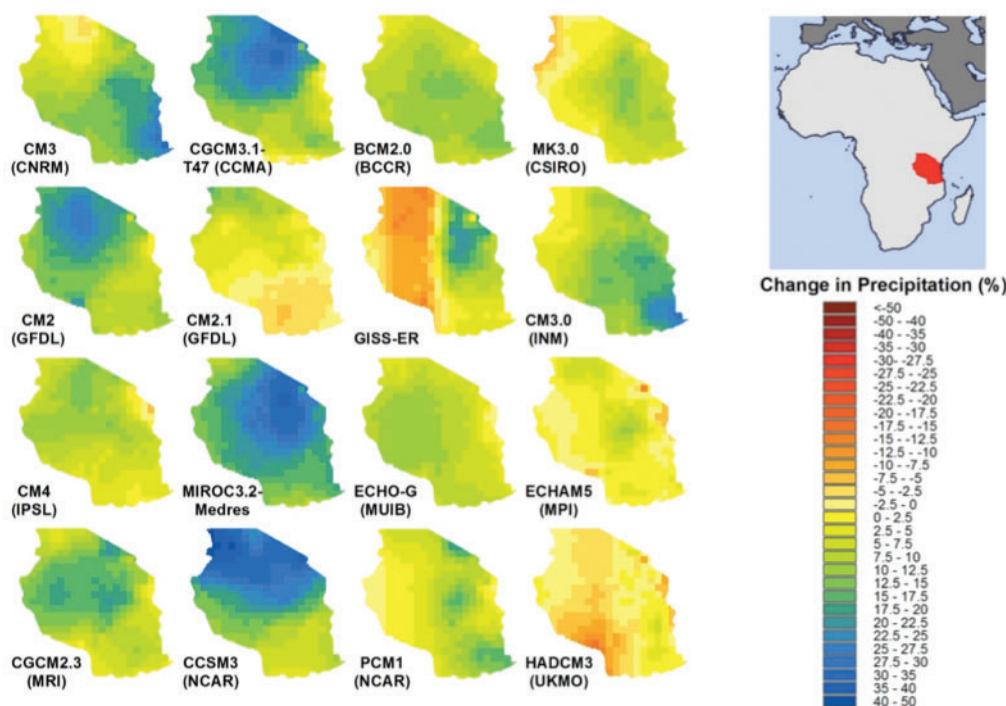 CM3
(CNRM)
CGCM3.1-
T47 (CCMA)
BCM2.0
(BCCR)
MK3.0
(CSIRO)
CM2
(GFDL)
CM2.1
(GFDL)
GISS-ER
CM3.0
(INM)
CM4
(IPSL)
MIROC3.2-
Medres
ECHO-G
(MUIB)
ECHAM5
(MPI)
CGCM2.3
(MRI)
CCSM3
(NCAR)
PCM1
(NCAR)
HADCM3
(UKMO)
Change in Precipitation (%)
<-50
-50 - -40
-40 - -35
-35 - -30
-30 - -27.5
-27.5 - -25
-25 - -22.5
-22.5 - -20
-20 - -17.5
-17.5 - -15
-15 - -12.5
-12.5 - -10
-10 - -7.5
-7.5 - -5
-5 - -2.5
-2.5 - 0
0 - 2.5
2.5 - 5
5 - 7.5
7.5 - 10
10 - 12.5
12.5 - 15
15 - 17.5
17.5 - 20
20 - 22.5
22.5 - 25
25 - 27.5
27.5 - 30
30 - 35
35 - 40
40 - 50